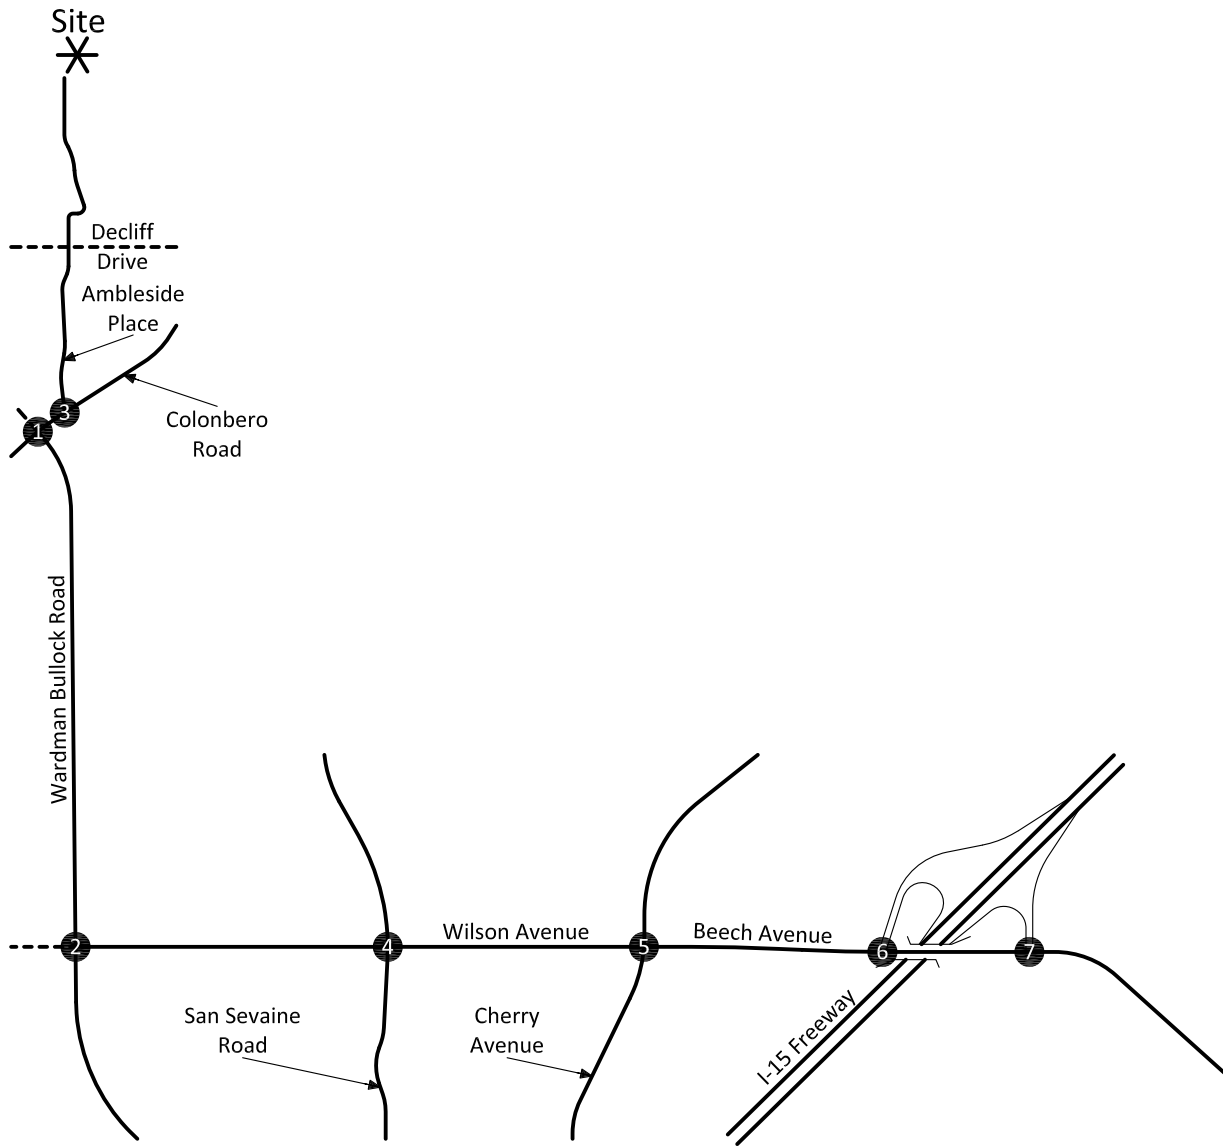 Site
Decliff
Drive
Ambleside
Place
3
1
Colonbero
Road
Wardman Bullock Road
2
4
Wilson Avenue
5
Beech Avenue
6
7
San Sevaine
Road
Cherry
Avenue
I-15 Freeway